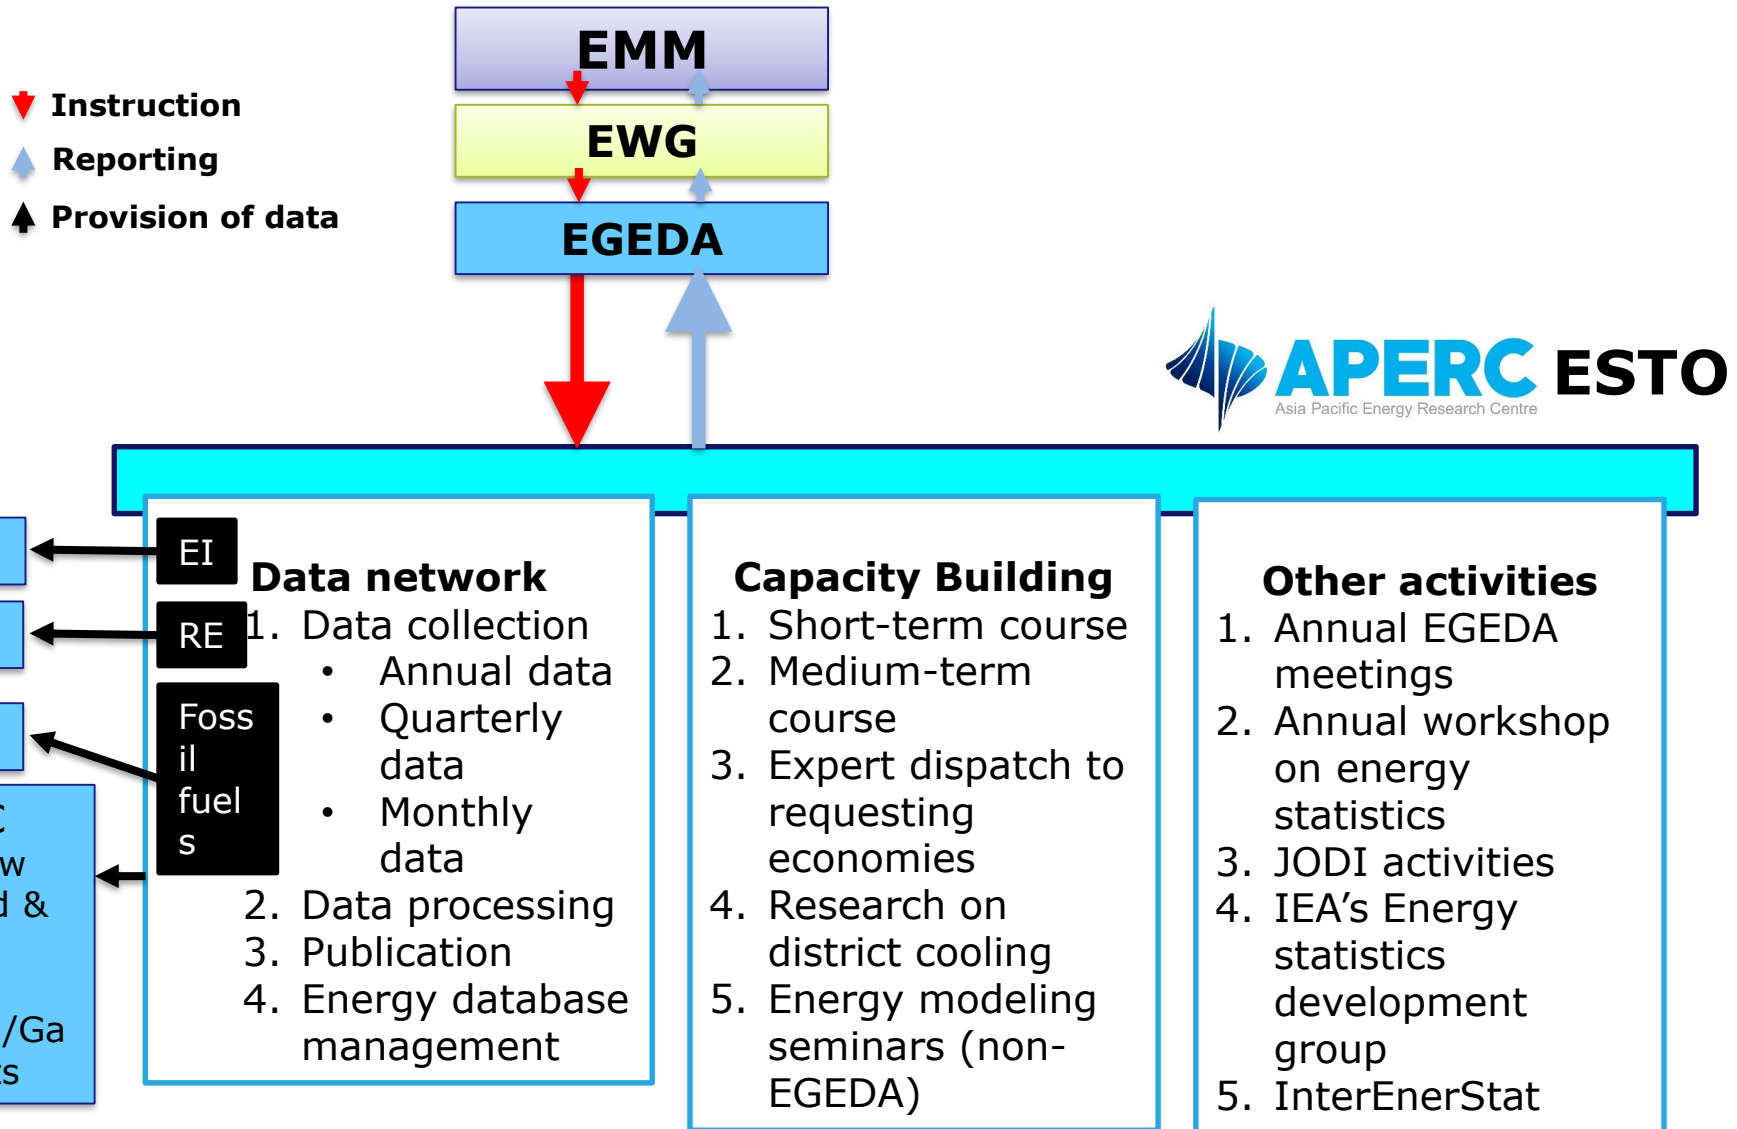 EMM
Instruction
EWG
Reporting
Provision of data
EGEDA
APERC ESTO
Asia Pacific Energy Research Centre
EI
RE
Foss
il
fuel
s
Data network
1. Data collection
• Annual data
• Quarterly
data
• Monthly
data
2. Data processing
3. Publication
4. Energy database
management
Capacity Building
1. Short-term course
2. Medium-term
course
3. Expert dispatch to
requesting
economies
4. Research on
district cooling
5. Energy modeling
seminars (non-
EGEDA)
Other activities
1. Annual EGEDA
meetings
2. Annual workshop
on energy
statistics
3. JODI activities
4. IEA’s Energy
statistics
development
group
5. InterEnerStat
&
/Ga